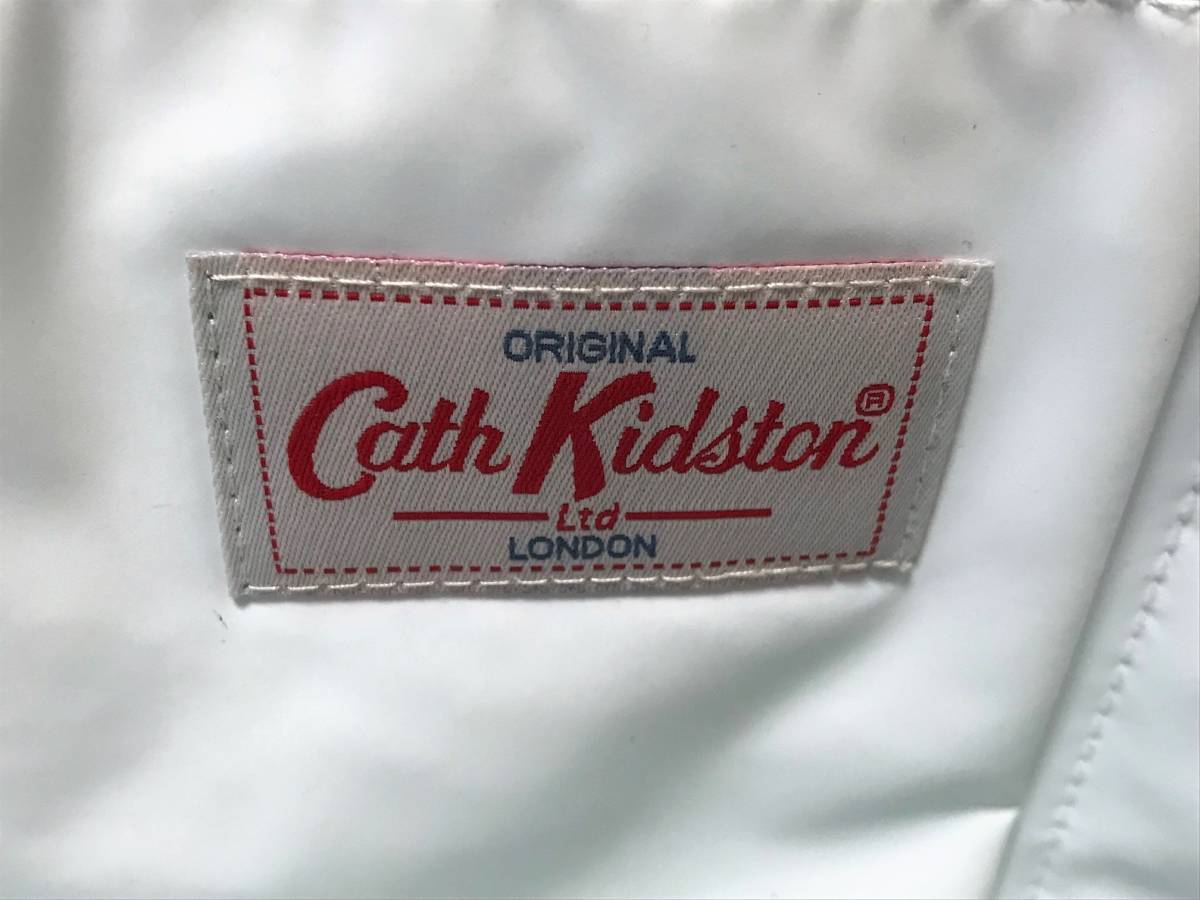 ORIGINAL
Cath Kidston®
Ltd
LONDON